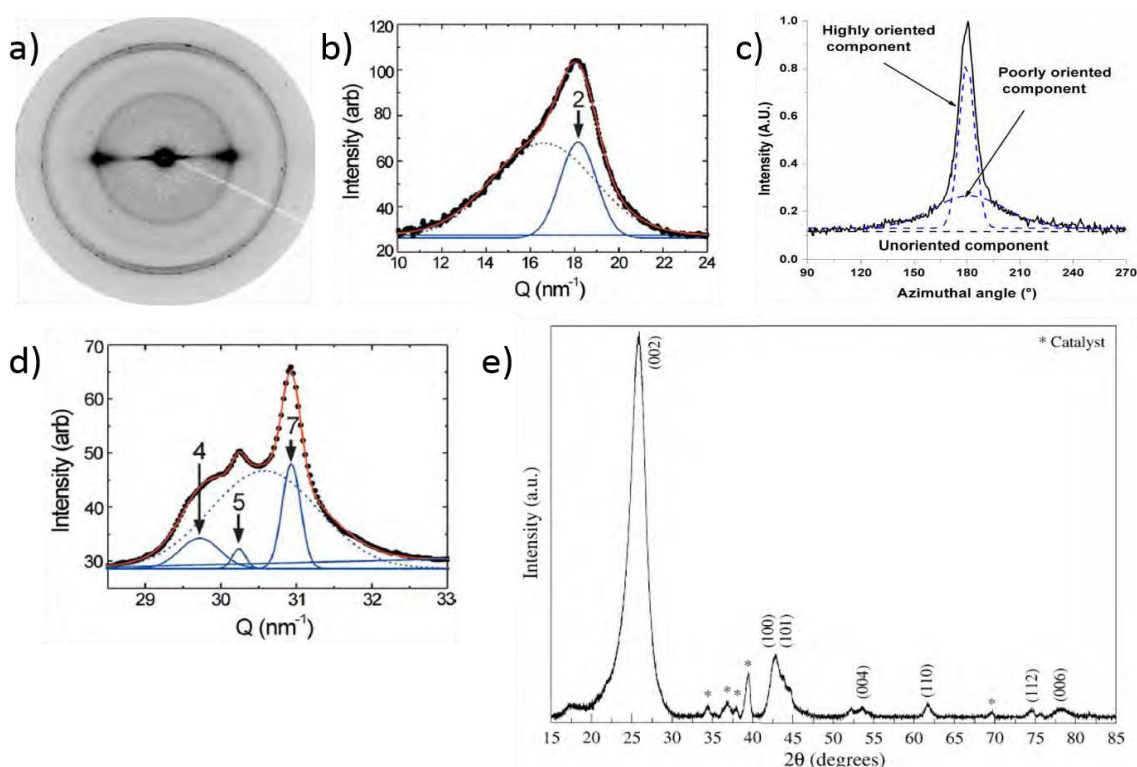 a)
b)
120
100
80
60
40
20
Intensity (arb)
2
10 12 14 16 18 20 22 24
Q (nm⁻¹)
c)
1.0
0.8
0.6
0.4
0.2
0.0
Intensity (A.U.)
Highly oriented
component
Poorly oriented
component
Unoriented component
90 120 150 180 210 240 270
Azimuthal angle (°)
d)
70
60
50
40
30
Intensity (arb)
4
5
7
29 30 31 32 33
Q (nm⁻¹)
e)
Intensity (a.u.)
(002)
* Catalyst
* * * *
(100)
(101)
(004)
(110)
*
(112)
(006)
15 25 30 35 40 45 50 55 60 65 70 75 80 85
2θ (degrees)